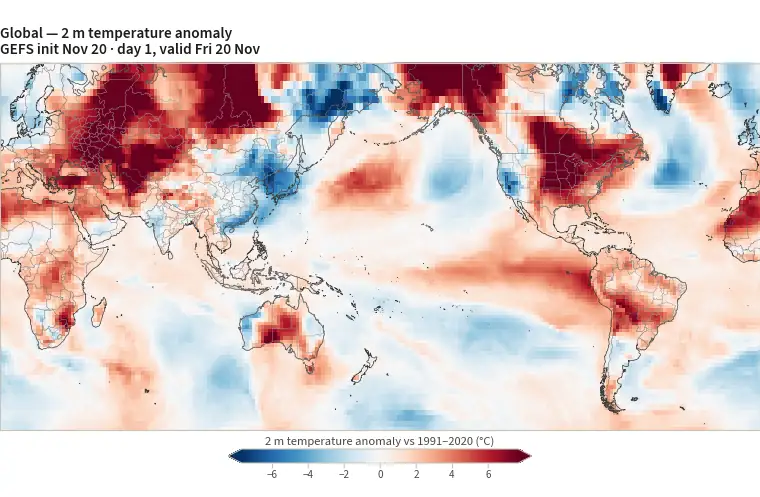 Global — 2 m temperature anomaly
GEFS init Nov 20 · day 1, valid Fri 20 Nov
2 m temperature anomaly vs 1991–2020 (°C)
−6 −4 −2 0 2 4 6